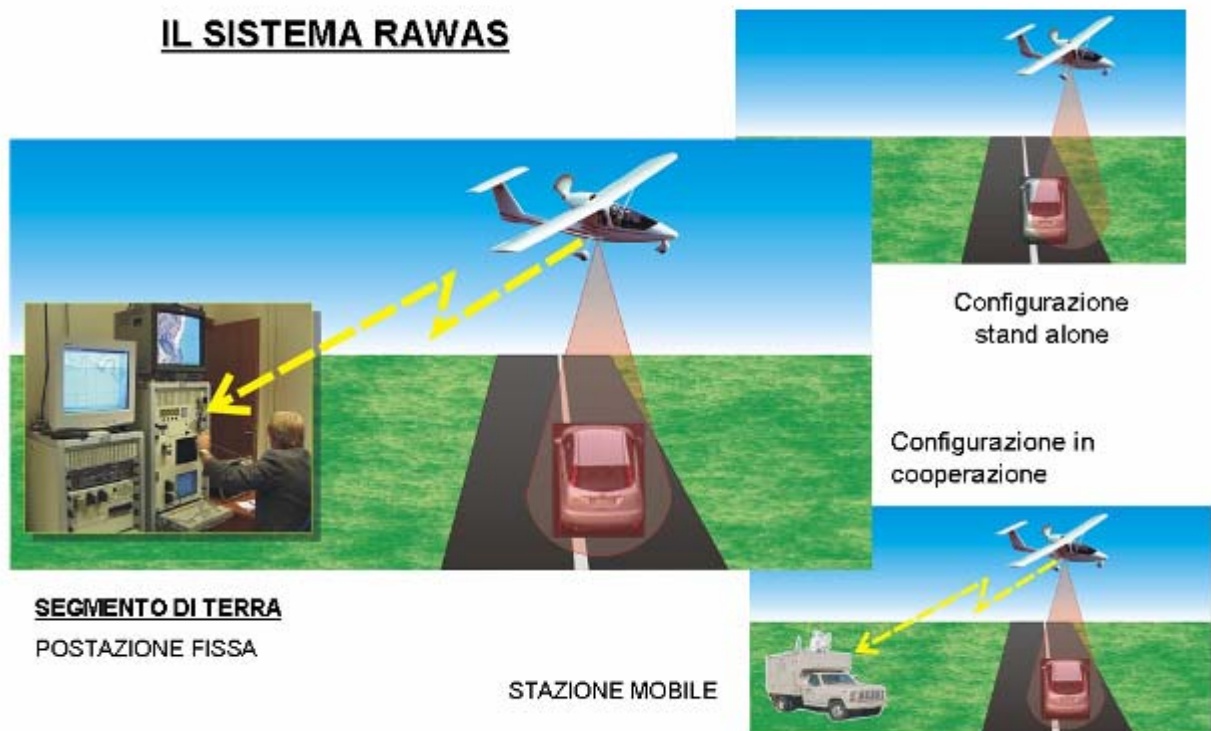 IL SISTEMA RAWAS
Configurazione
stand alone
Configurazione in
cooperazione
SEGMENTO DI TERRA
POSTAZIONE FISSA
STAZIONE MOBILE